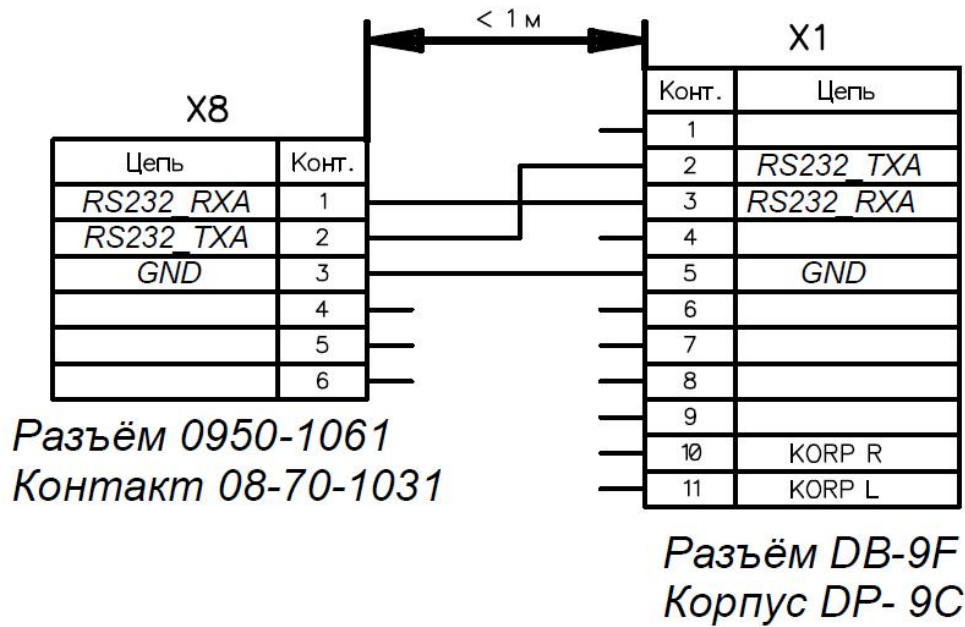 < 1 м
X8
Цепь Конт.
RS232_RXA 1
RS232_TXA 2
GND 3
4
5
6
Разъём 0950-1061
Контакт 08-70-1031
X1
Конт. Цепь
1
2 RS232_TXA
3 RS232_RXA
4
5 GND
6
7
8
9
10 KORP R
11 KORP L
Разъём DB-9F
Корпус DP- 9C